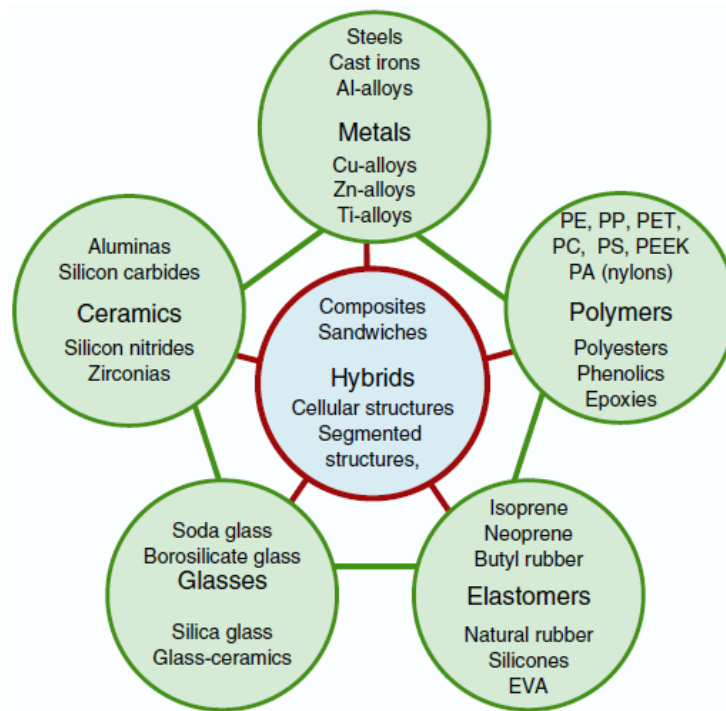 Steels
Cast irons
Al-alloys
Metals
Cu-alloys
Zn-alloys
Ti-alloys
Aluminas
Silicon carbides
Ceramics
Silicon nitrides
Zirconias
Composites
Sandwiches
Hybrids
Cellular structures
Segmented
structures,
PE, PP, PET,
PC, PS, PEEK
PA (nylons)
Polymers
Polyesters
Phenolics
Epoxies
Soda glass
Borosilicate glass
Glasses
Silica glass
Glass-ceramics
Isoprene
Neoprene
Butyl rubber
Elastomers
Natural rubber
Silicones
EVA